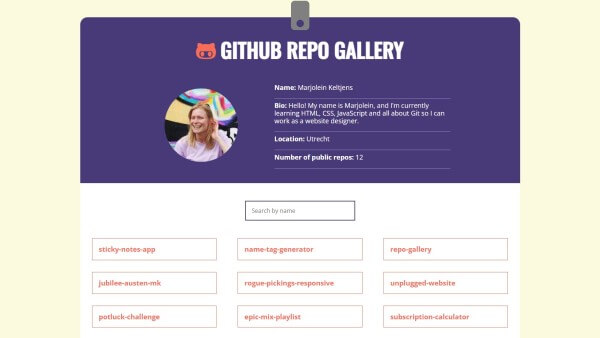 GITHUB REPO GALLERY
Name: Marjolein Keltjens
Bio: Hello! My name is Marjolein, and I'm currently
learning HTML, CSS, JavaScript and all about Git so I can
work as a website designer.
Location: Utrecht
Number of public repos: 12
Search by name
sticky-notes-app
name-tag-generator
repo-gallery
jubilee-austen-mk
rogue-pickings-responsive
unplugged-website
potluck-challenge
epic-mix-playlist
subscription-calculator